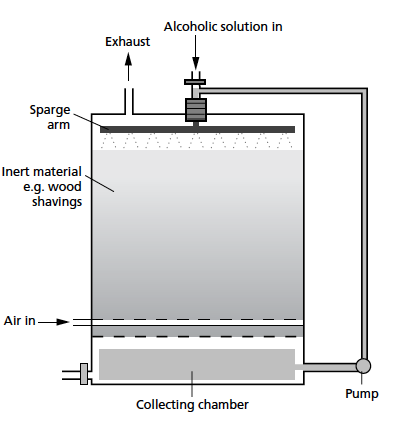 Alcoholic solution in
Exhaust
Sparge
arm
Inert material
e.g. wood
shavings
Air in
Pump
Collecting chamber